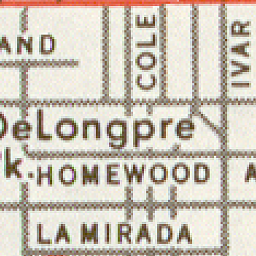 AND
COLE
IVAR
DeLongpre
k. HOMEWOOD A
LA MIRADA